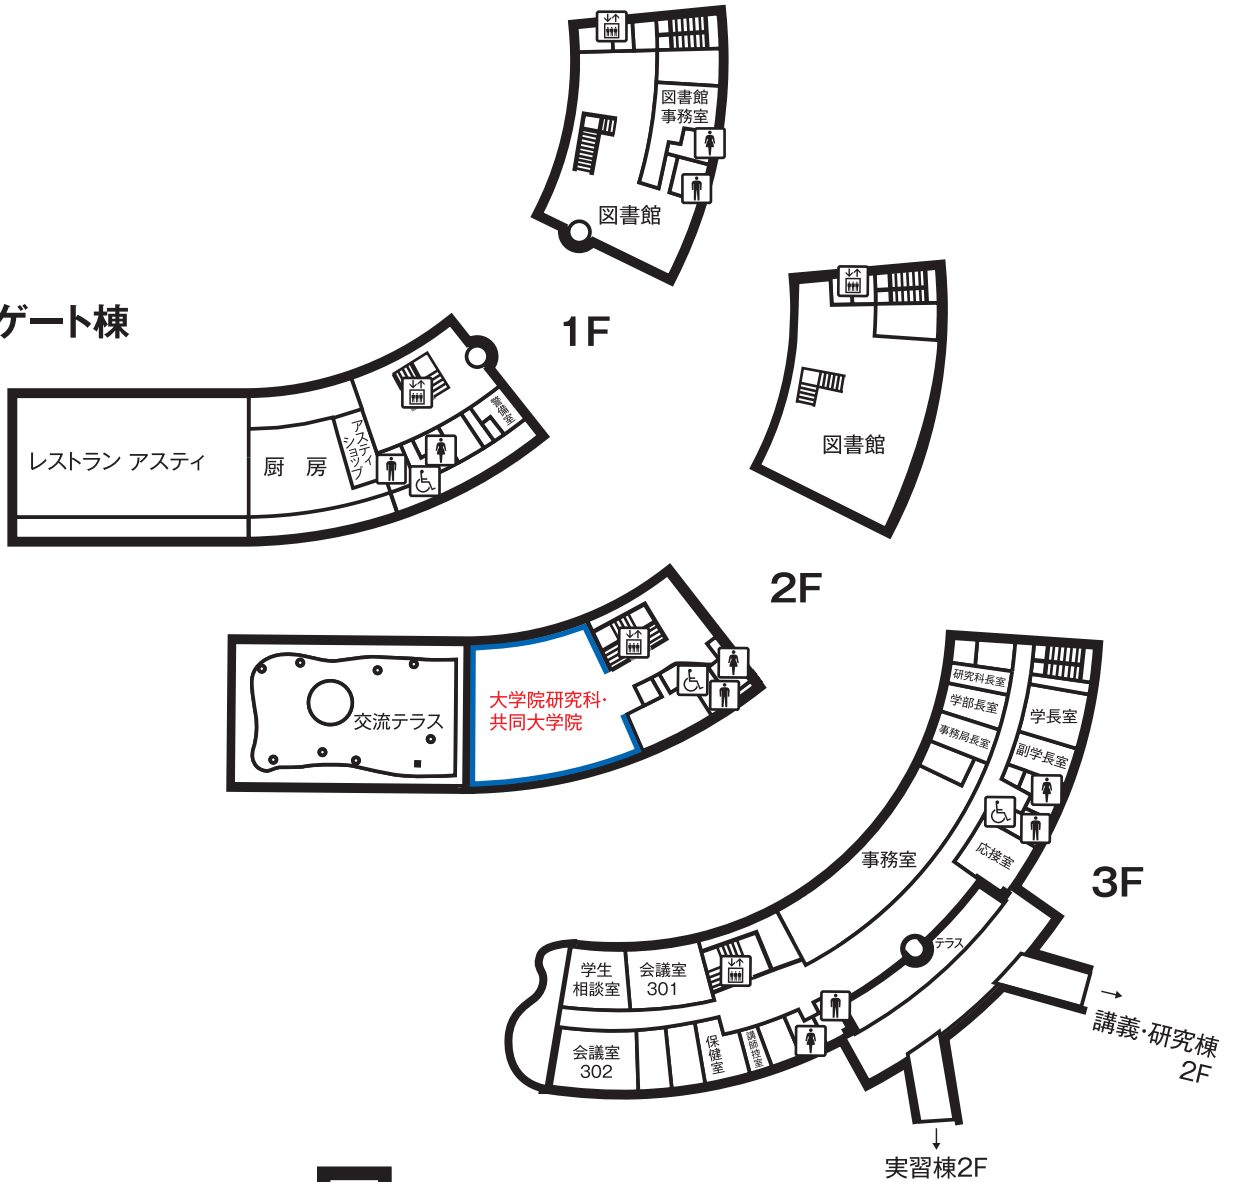 図書館
事務室
図書館
1F
ゲート棟
警備室
アスティ
ショップ
レストラン アスティ
厨 房
図書館
2F
大学院研究科・
共同大学院
交流テラス
研究科長室
学部長室
事務局長室
学長室
副学長室
応接室
事務室
3F
テラス
学生
相談室
会議室
301
会議室
302
保健室
講師控室
講義・研究棟
2F
実習棟2F